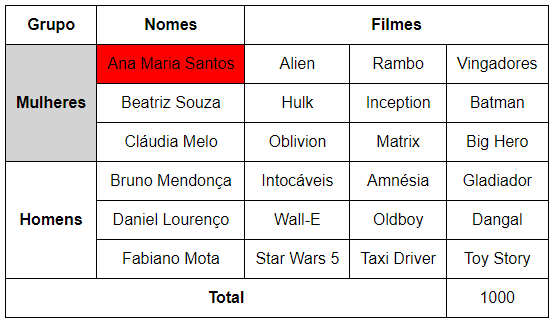 Grupo Nomes Filmes
Ana Maria Santos Alien Rambo Vingadores
Mulheres Beatriz Souza Hulk Inception Batman
Cláudia Melo Oblivion Matrix Big Hero
Bruno Mendonça Intocáveis Amnésia Gladiador
Homens Daniel Lourenço Wall-E Oldboy Dangal
Fabiano Mota Star Wars 5 Taxi Driver Toy Story
Total 1000